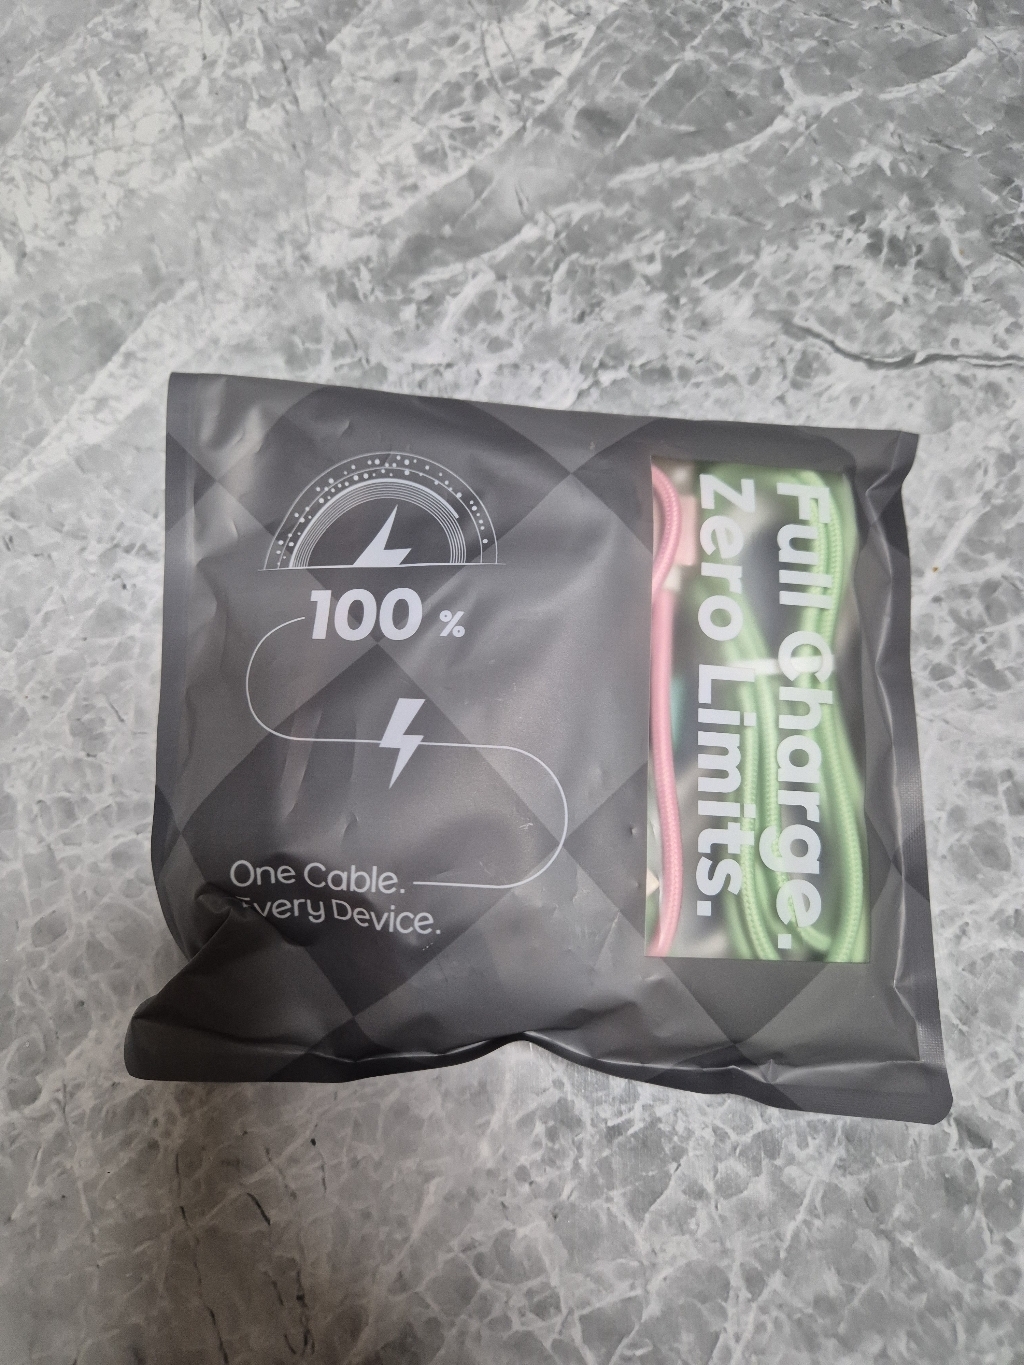 100 %
One Cable.
Every Device.
Full Charge.
Zero Limits.